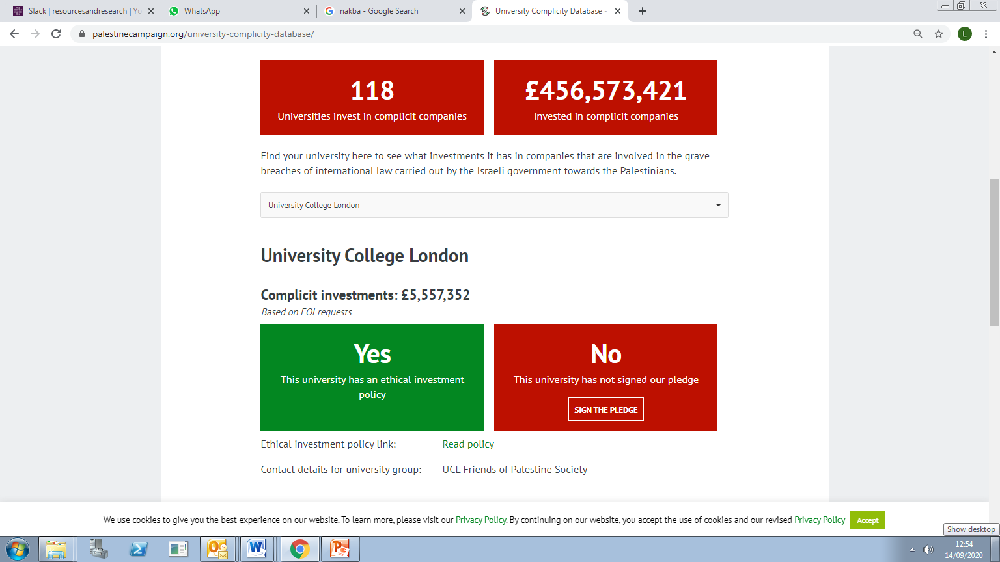 Slack | resourcesandresearch | Yo
WhatsApp
nakba - Google Search
University Complicity Database -
palestinecampaign.org/university-complicity-database/
L
118
Universities invest in complicit companies
£456,573,421
Invested in complicit companies
Find your university here to see what investments it has in companies that are involved in the grave
breaches of international law carried out by the Israeli government towards the Palestinians.
University College London
University College London
Complicit investments: £5,557,352
Based on FOI requests
Yes
This university has an ethical investment
policy
No
This university has not signed our pledge
SIGN THE PLEDGE
Ethical investment policy link: Read policy
Contact details for university group: UCL Friends of Palestine Society
We use cookies to give you the best experience on our website. To learn more, please visit our Privacy Policy. By continuing on our website, you accept the use of cookies and our revised Privacy Policy Accept
Show desktop
12:54
14/09/2020